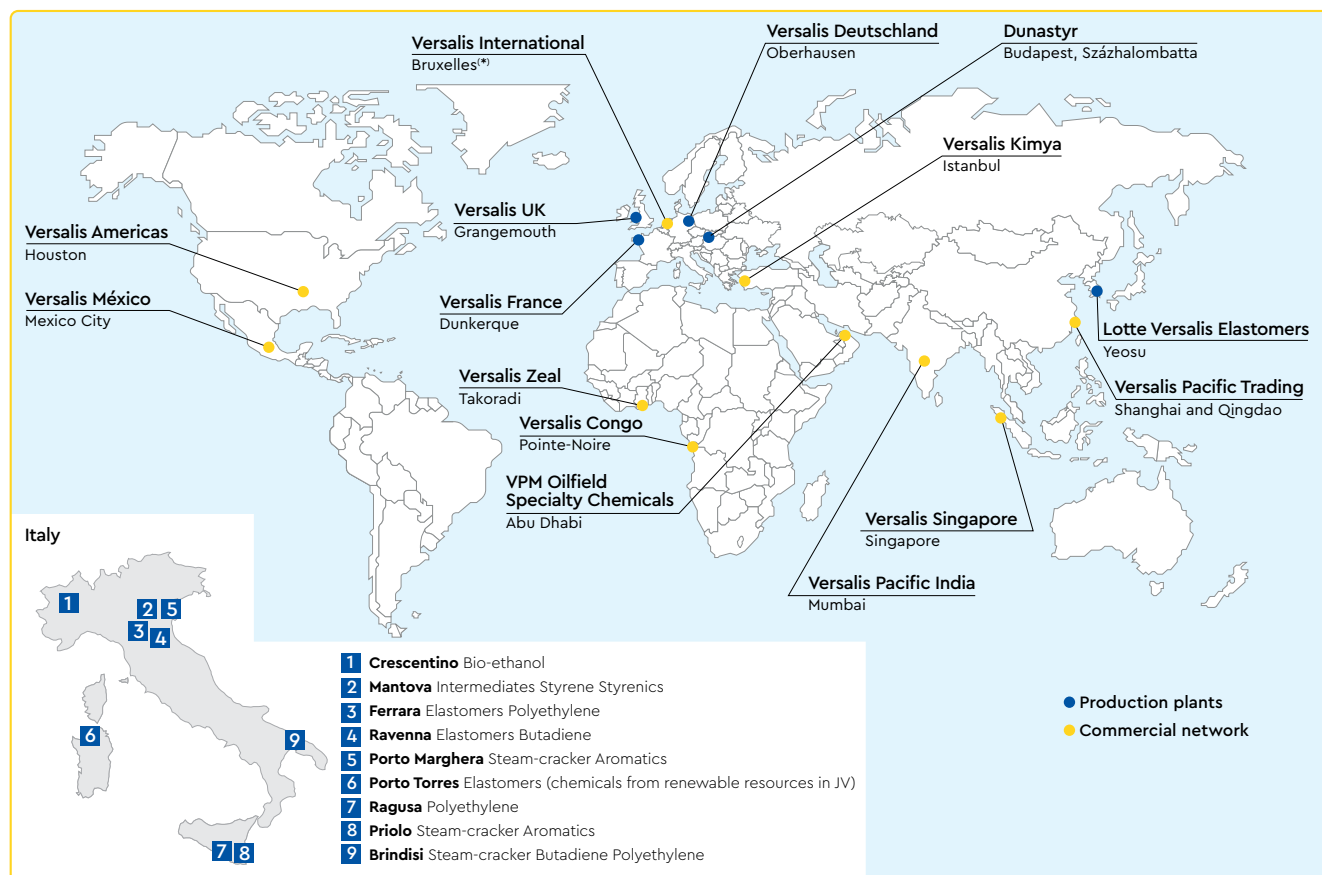 Versalis International
Bruxelles(*)
Versalis Deutschland
Oberhausen
Dunastyr
Budapest, Százhalombatta
Versalis Kimya
Istanbul
Versalis UK
Grangemouth
Versalis Americas
Houston
Versalis México
Mexico City
Versalis France
Dunkerque
Lotte Versalis Elastomers
Yeosu
Versalis Zeal
Takoradi
Versalis Pacific Trading
Shanghai and Qingdao
Versalis Congo
Pointe-Noire
VPM Oilfield
Specialty Chemicals
Abu Dhabi
Versalis Singapore
Singapore
Versalis Pacific India
Mumbai
Italy
1
2
5
3
4
6
9
7
8
1 Crescentino Bio-ethanol
2 Mantova Intermediates Styrene Styrenics
3 Ferrara Elastomers Polyethylene
4 Ravenna Elastomers Butadiene
5 Porto Marghera Steam-cracker Aromatics
6 Porto Torres Elastomers (chemicals from renewable resources in JV)
7 Ragusa Polyethylene
8 Priolo Steam-cracker Aromatics
9 Brindisi Steam-cracker Butadiene Polyethylene
Production plants
Commercial network